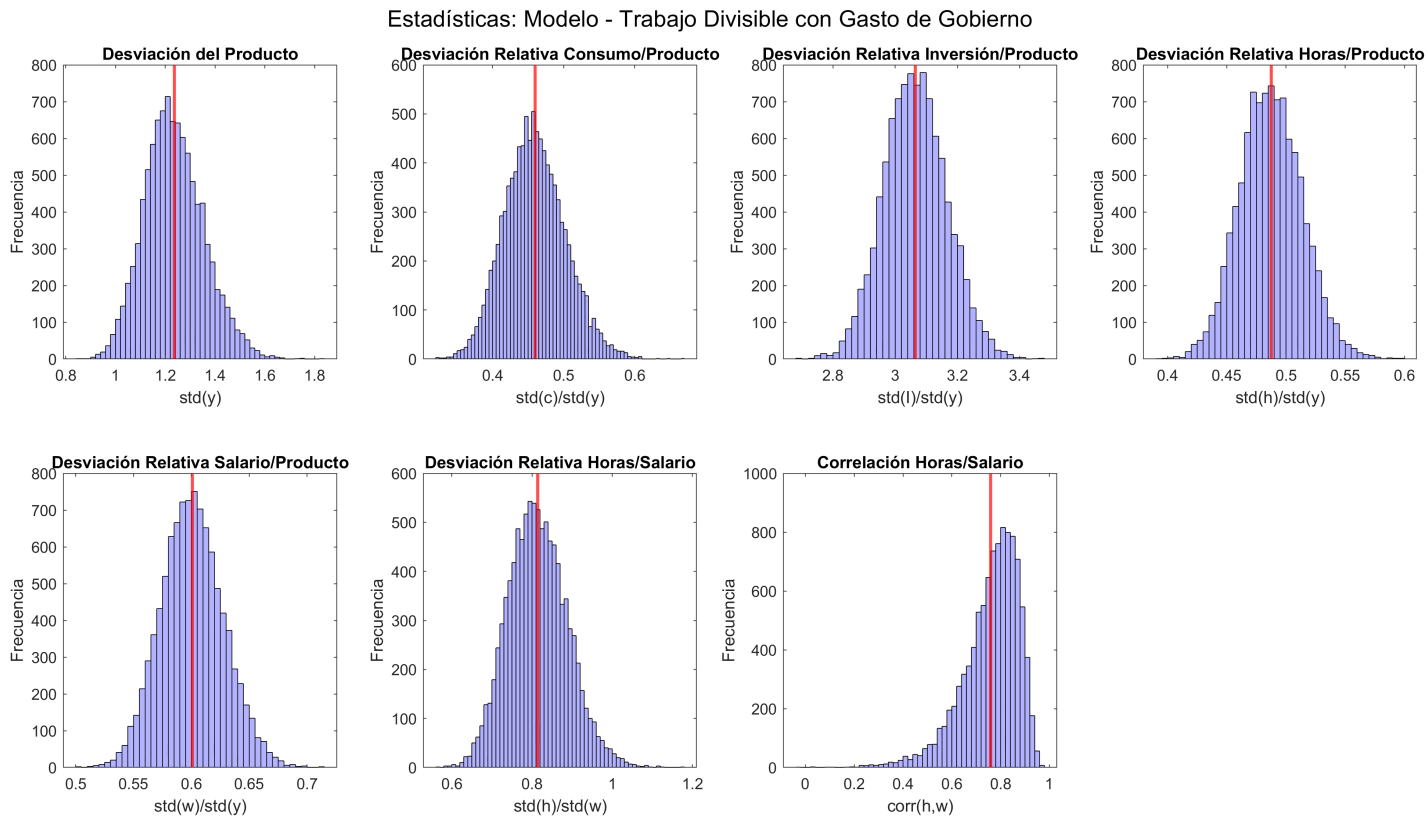 Estadísticas: Modelo - Trabajo Divisible con Gasto de Gobierno
Desviación del Producto
800
700
600
500
400
300
200
100
0
Frecuencia
0.8 1 1.2 1.4 1.6 1.8
std(y)
Desviación Relativa Consumo/Producto
600
500
400
300
200
100
0
Frecuencia
0.4 0.5 0.6
std(c)/std(y)
Desviación Relativa Inversión/Producto
800
700
600
500
400
300
200
100
0
Frecuencia
2.8 3 3.2 3.4
std(I)/std(y)
Desviación Relativa Horas/Producto
800
700
600
500
400
300
200
100
0
Frecuencia
0.4 0.45 0.5 0.55 0.6
std(h)/std(y)
Desviación Relativa Salario/Producto
800
700
600
500
400
300
200
100
0
Frecuencia
0.5 0.55 0.6 0.65 0.7
std(w)/std(y)
Desviación Relativa Horas/Salario
600
500
400
300
200
100
0
Frecuencia
0.6 0.8 1 1.2
std(h)/std(w)
Correlación Horas/Salario
1000
800
600
400
200
0
Frecuencia
0 0.2 0.4 0.6 0.8 1
corr(h,w)